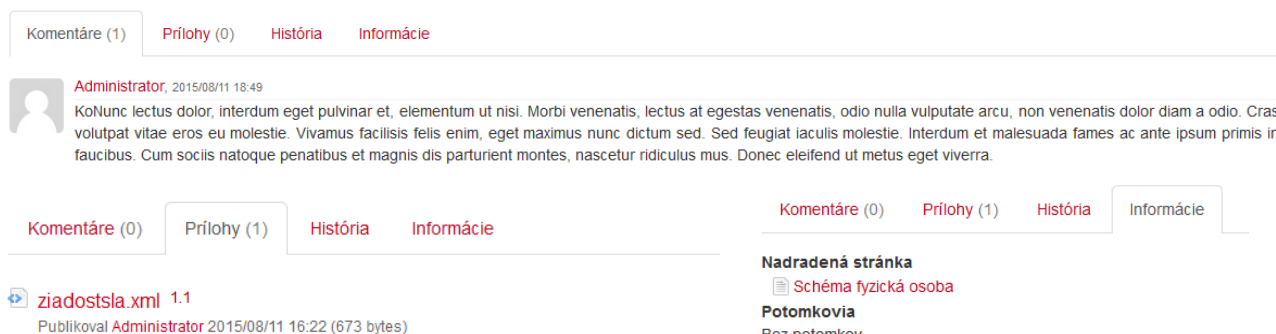 Komentáre (1) Prílohy (0) História Informácie
Administrator, 2015/08/11 18:49
KoNunc lectus dolor, interdum eget pulvinar et, elementum ut nisi. Morbi venenatis, lectus at egestas venenatis, odio nulla vulputate arcu, non venenatis dolor diam a odio. Cras
volutpat vitae eros eu molestie. Vivamus facilisis felis enim, eget maximus nunc dictum sed. Sed feugiat iaculis molestie. Interdum et malesuada fames ac ante ipsum primis in
faucibus. Cum sociis natoque penatibus et magnis dis parturient montes, nascetur ridiculus mus. Donec eleifend ut metus eget viverra.
Komentáre (0) Prílohy (1) História Informácie
ziadostsla.xml 1.1
Publikoval Administrator 2015/08/11 16:22 (673 bytes)
Komentáre (0) Prílohy (1) História Informácie
Nadradená stránka
Schéma fyzická osoba
Potomkovia
Bez potomkov